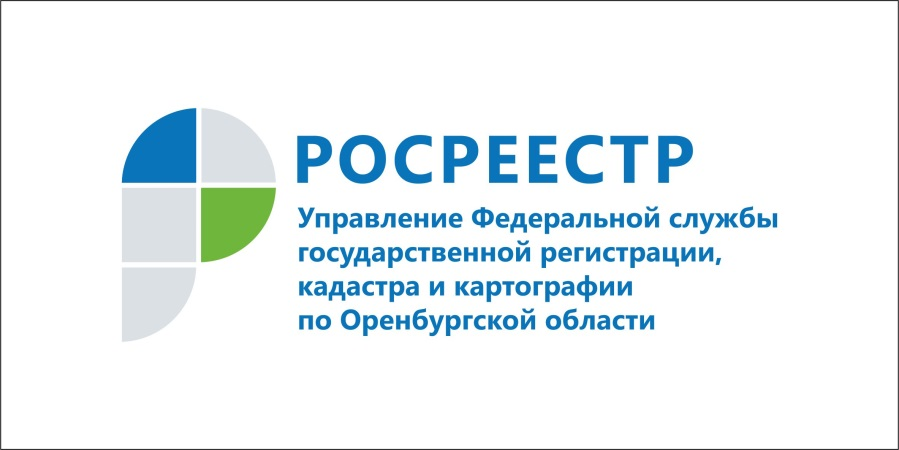 РОСРЕЕСТР
Управление Федеральной службы
государственной регистрации,
кадастра и картографии
по Оренбургской области